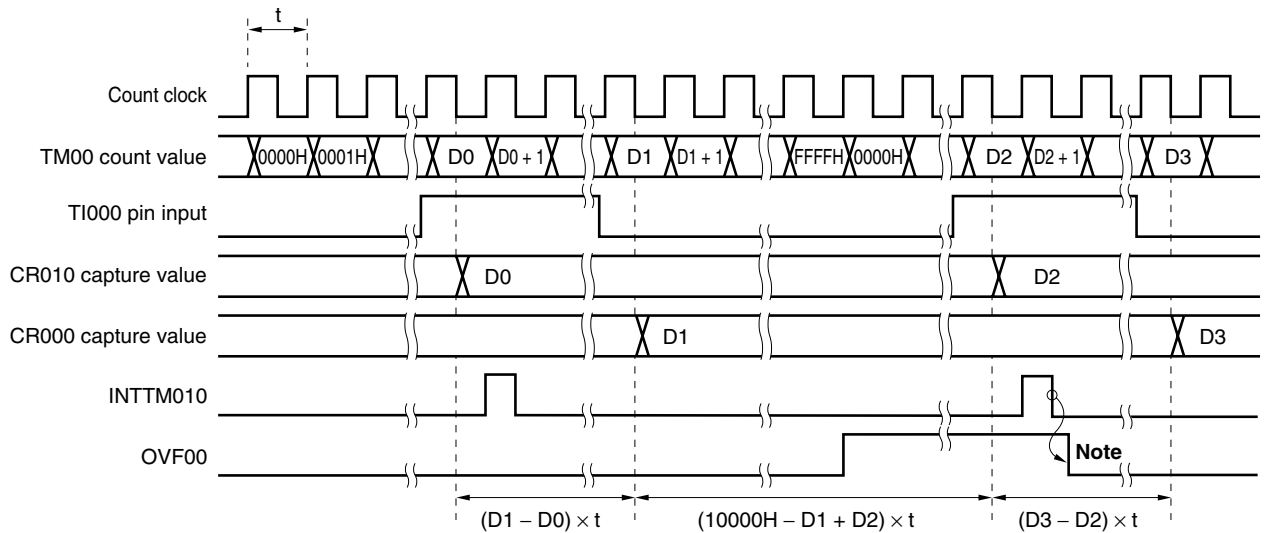 t
Count clock
TM00 count value 0000H 0001H D0 D0 + 1 D1 D1 + 1 FFFFH 0000H D2 D2 + 1 D3
TI000 pin input
CR010 capture value D0 D2
CR000 capture value D1 D3
INTTM010
OVF00 Note
(D1 − D0) × t (10000H − D1 + D2) × t (D3 − D2) × t